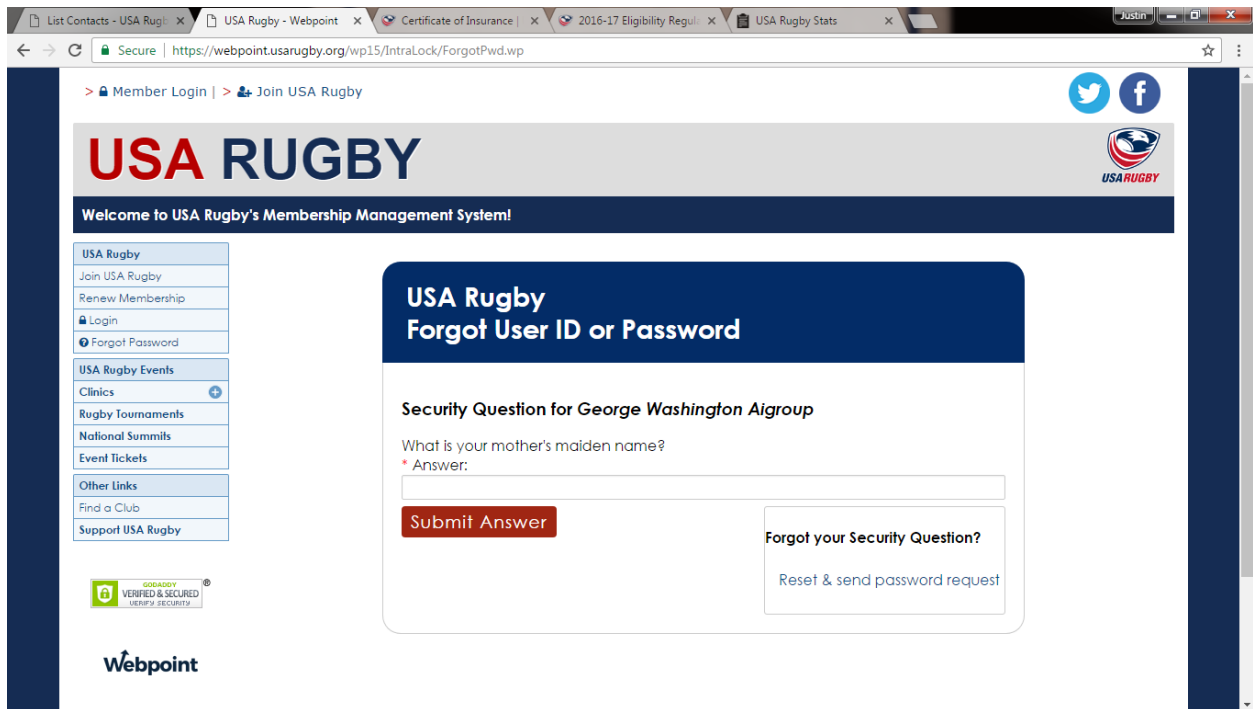 List Contacts - USA Rugb
USA Rugby - Webpoint
Certificate of Insurance |
2016-17 Eligibility Regul
USA Rugby Stats
Justin
Secure | https://webpoint.usarugby.org/wp15/IntraLock/ForgotPwd.wp
> Member Login | > Join USA Rugby
USA RUGBY
USARUGBY
Welcome to USA Rugby's Membership Management System!
USA Rugby
Join USA Rugby
Renew Membership
Login
Forgot Password
USA Rugby Events
Clinics
Rugby Tournaments
National Summits
Event Tickets
Other Links
Find a Club
Support USA Rugby
GODADDY
VERIFIED & SECURED
VERIFY SECURITY
®
Webpoint
USA Rugby
Forgot User ID or Password
Security Question for George Washington Aigroup
What is your mother's maiden name?
* Answer:
Submit Answer
Forgot your Security Question?
Reset & send password request